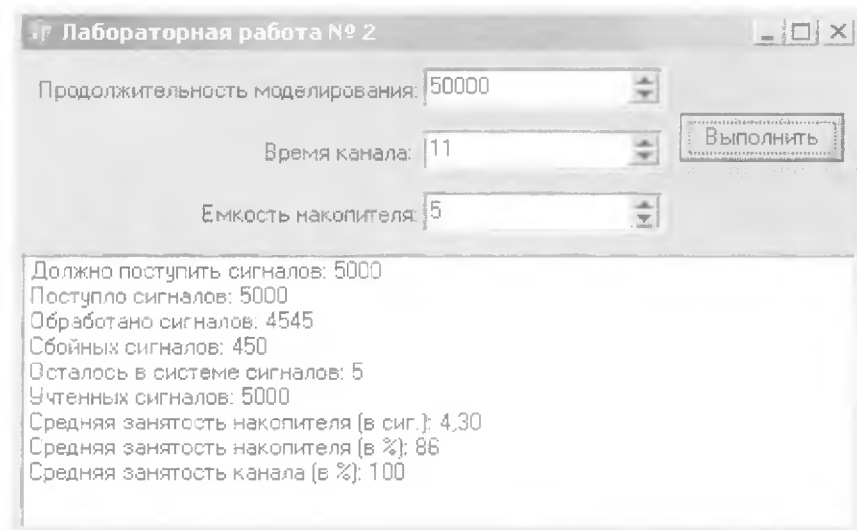 Лабораторная работа № 2
Продолжительность моделирования: 50000
Время канала: 11
Выполнить
Емкость накопителя: 5
Должно поступить сигналов: 5000
Поступло сигналов: 5000
Обработано сигналов: 4545
Сбойных сигналов: 450
Осталось в системе сигналов: 5
Учтенных сигналов: 5000
Средняя занятость накопителя (в сиг.): 4,30
Средняя занятость накопителя (в %): 86
Средняя занятость канала (в %): 100